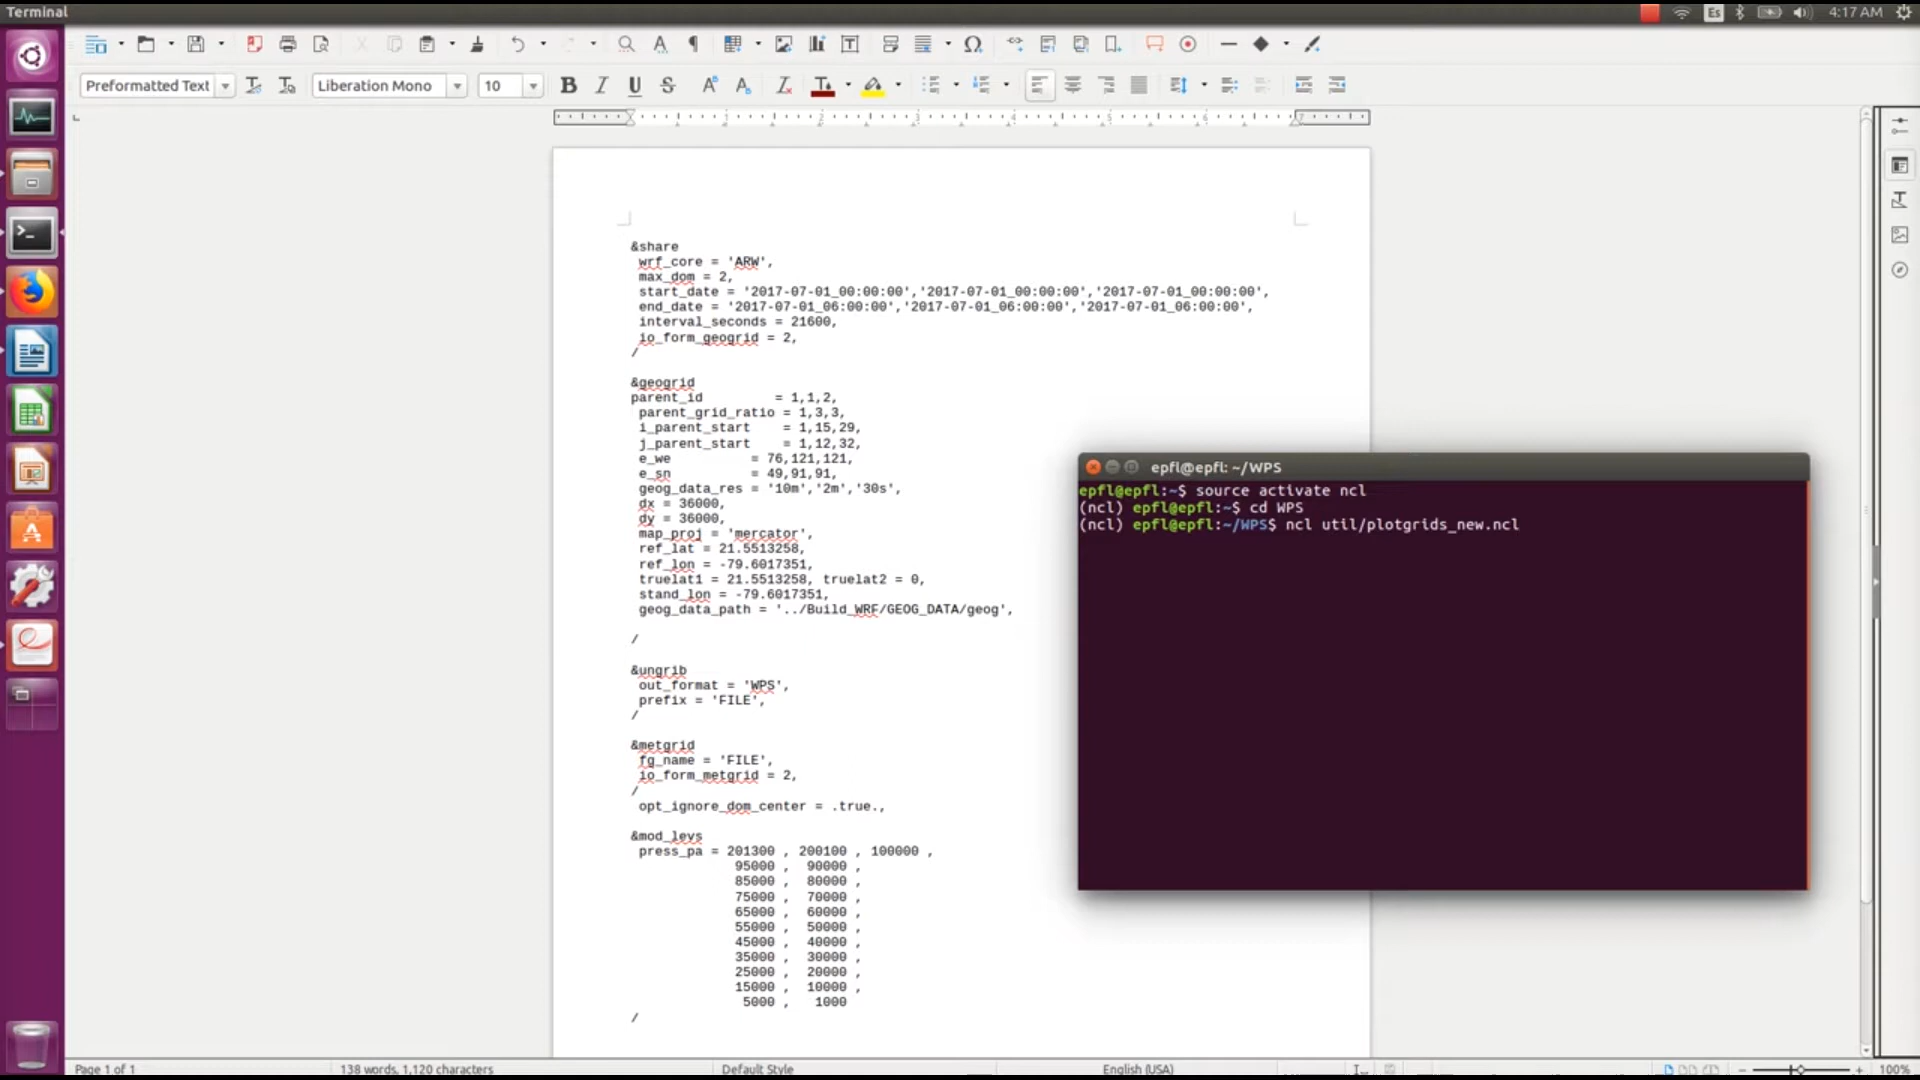 Terminal
Es
4:17 AM
Preformatted Text
Liberation Mono
10
&share
wrf_core = 'ARW',
max_dom = 2,
start_date = '2017-07-01_00:00:00','2017-07-01_00:00:00','2017-07-01_00:00:00',
end_date = '2017-07-01_06:00:00','2017-07-01_06:00:00','2017-07-01_06:00:00',
interval_seconds = 21600,
io_form_geogrid = 2,
/
&geogrid
parent_id         = 1,1,2,
parent_grid_ratio = 1,3,3,
i_parent_start    = 1,15,29,
j_parent_start    = 1,12,32,
e_we          = 76,121,121,
e_sn          = 49,91,91,
geog_data_res = '10m','2m','30s',
dx = 36000,
dy = 36000,
map_proj = 'mercator',
ref_lat = 21.5513258,
ref_lon = -79.6017351,
truelat1 = 21.5513258, truelat2 = 0,
stand_lon = -79.6017351,
geog_data_path = '../Build_WRF/GEOG_DATA/geog',
/
&ungrib
out_format = 'WPS',
prefix = 'FILE',
/
&metgrid
fg_name = 'FILE',
io_form_metgrid = 2,
/
opt_ignore_dom_center = .true.,
&mod_levs
press_pa = 201300 , 200100 , 100000 ,
95000 ,  90000 ,
85000 ,  80000 ,
75000 ,  70000 ,
65000 ,  60000 ,
55000 ,  50000 ,
45000 ,  40000 ,
35000 ,  30000 ,
25000 ,  20000 ,
15000 ,  10000 ,
5000 ,   1000
/
epfl@epfl: ~/WPS
epfl@epfl:~$ source activate ncl
(ncl) epfl@epfl:~$ cd WPS
(ncl) epfl@epfl:~/WPS$ ncl util/plotgrids_new.ncl
Page 1 of 1
138 words, 1,120 characters
Default Style
English (USA)
100%